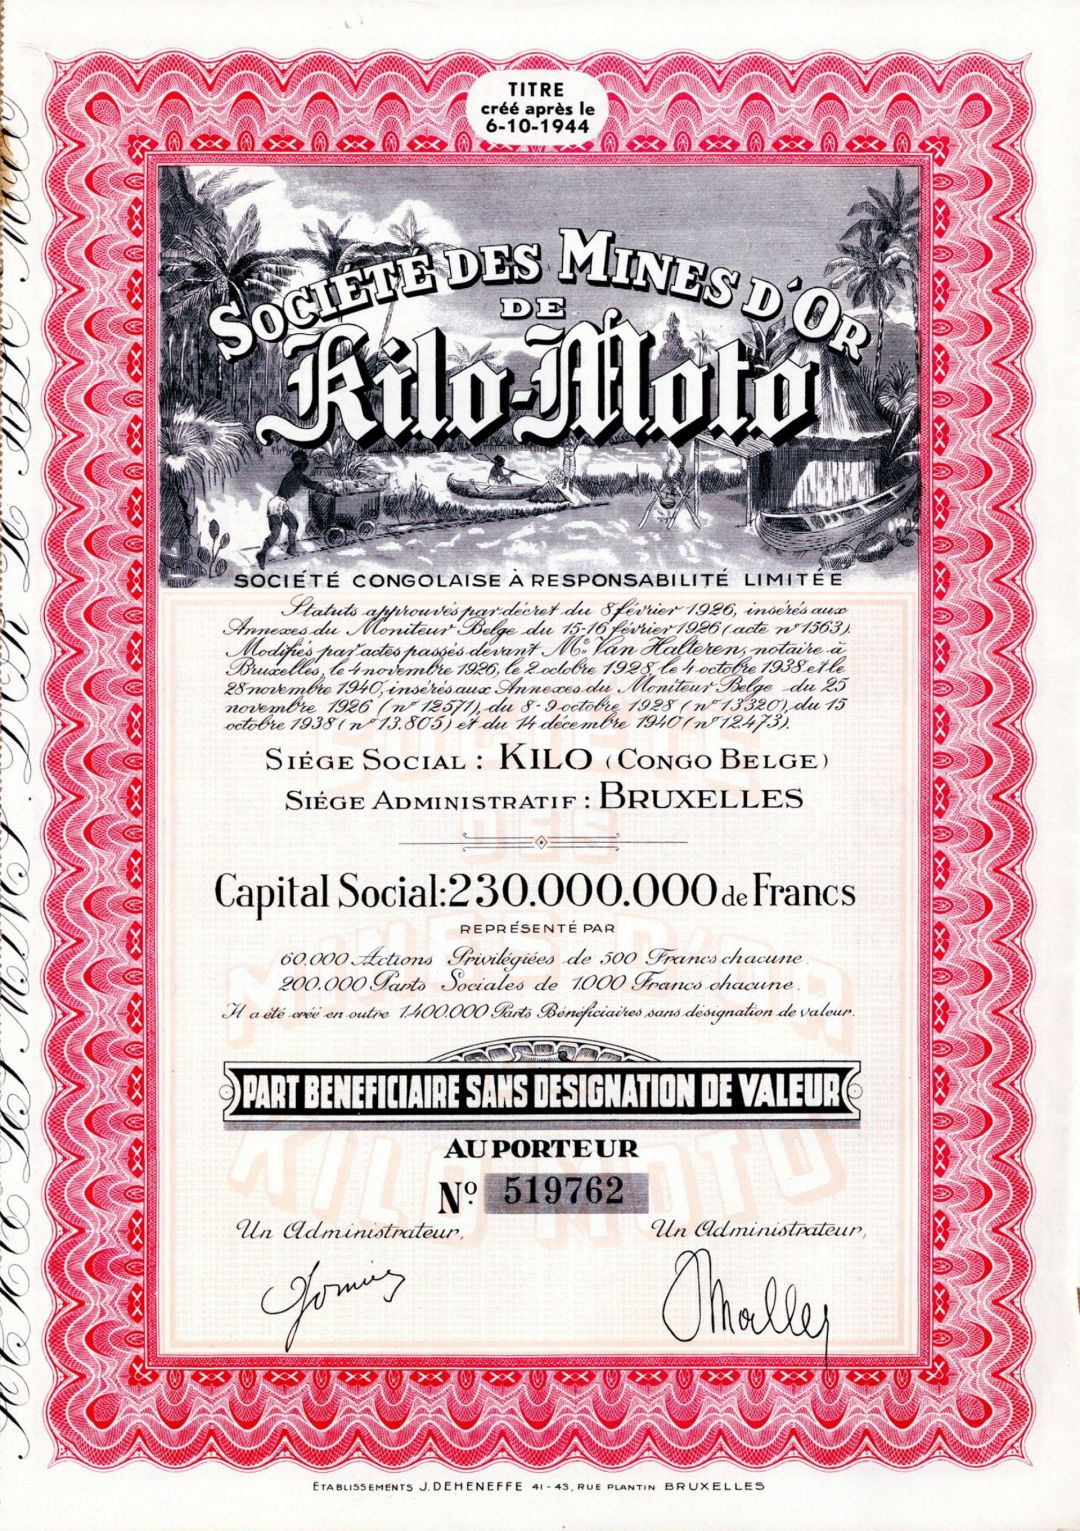 TITRE
créé après le
6-10-1944
SOCIÉTÉ DES MINES D'OR
DE
Kilo-Moto
SOCIÉTÉ CONGOLAISE À RESPONSABILITÉ LIMITÉE
Statuts approuvés par décret du 8 février 1926, insérés aux
Annexes du Moniteur Belge du 15-16 février 1926 (acte n° 1563).
Modifiés par actes passés devant Me. Van Halteren, notaire à
Bruxelles, le 4 novembre 1926, le 2 octobre 1928, le 4 octobre 1938 et le
28 novembre 1940, insérés aux Annexes du Moniteur Belge du 25
novembre 1926 (n° 12571), du 8-9 octobre 1928 (n° 13320), du 15
octobre 1938 (n° 13.805) et du 14 décembre 1940 (n° 12473).
SIÉGE SOCIAL : KILO (CONGO BELGE)
SIÉGE ADMINISTRATIF : BRUXELLES
Capital Social: 230.000.000 de Francs
REPRÉSENTÉ PAR
60.000 Actions Privilégiées de 500 Francs chacune.
200.000 Parts Sociales de 1000 Francs chacune.
Il a été créé en outre 1.400.000 Parts Bénéficiaires sans désignation de valeur.
PART BENEFICIAIRE SANS DESIGNATION DE VALEUR
AU PORTEUR
No. 519762
Un Administrateur,
Un Administrateur,
SOCIETE
DES
MINES D'OR
DE
KILO MOTO
ETABLISSEMENTS J. DEHENEFFE 41-43, RUE PLANTIN BRUXELLES